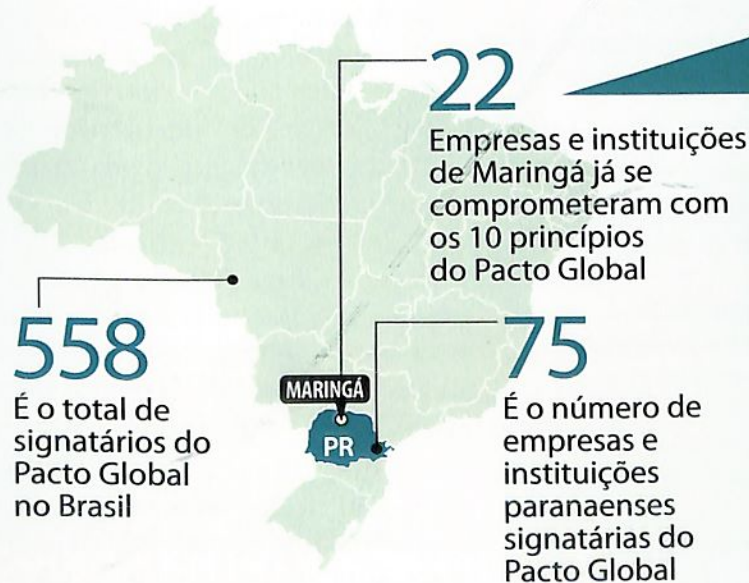 22
Empresas e instituições
de Maringá já se
comprometeram com
os 10 princípios
do Pacto Global
558
É o total de
signatários do
Pacto Global
no Brasil
MARINGÁ
PR
75
É o número de
empresas e
instituições
paranaenses
signatárias do
Pacto Global